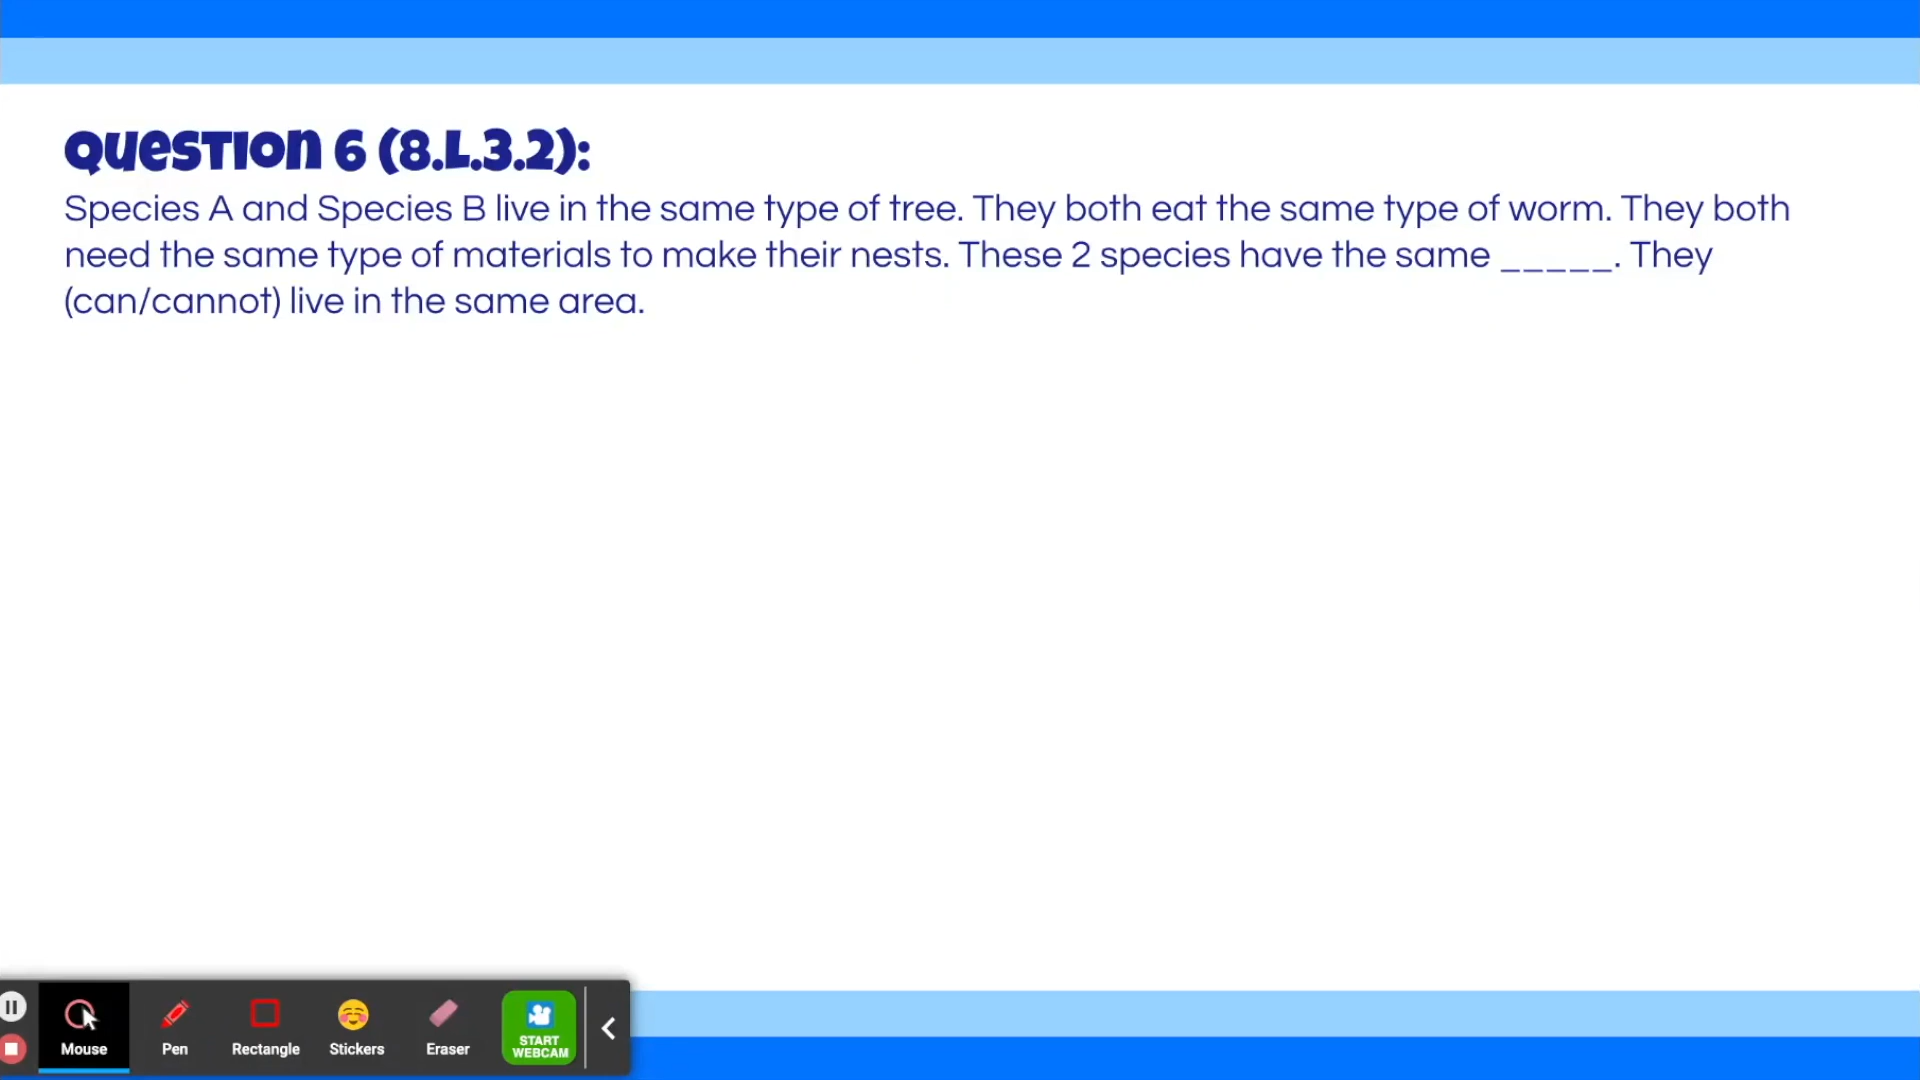 Question 6 (8.L.3.2):
Species A and Species B live in the same type of tree. They both eat the same type of worm. They both
need the same type of materials to make their nests. These 2 species have the same _____. They
(can/cannot) live in the same area.
Mouse
Pen
Rectangle
Stickers
Eraser
START
WEBCAM